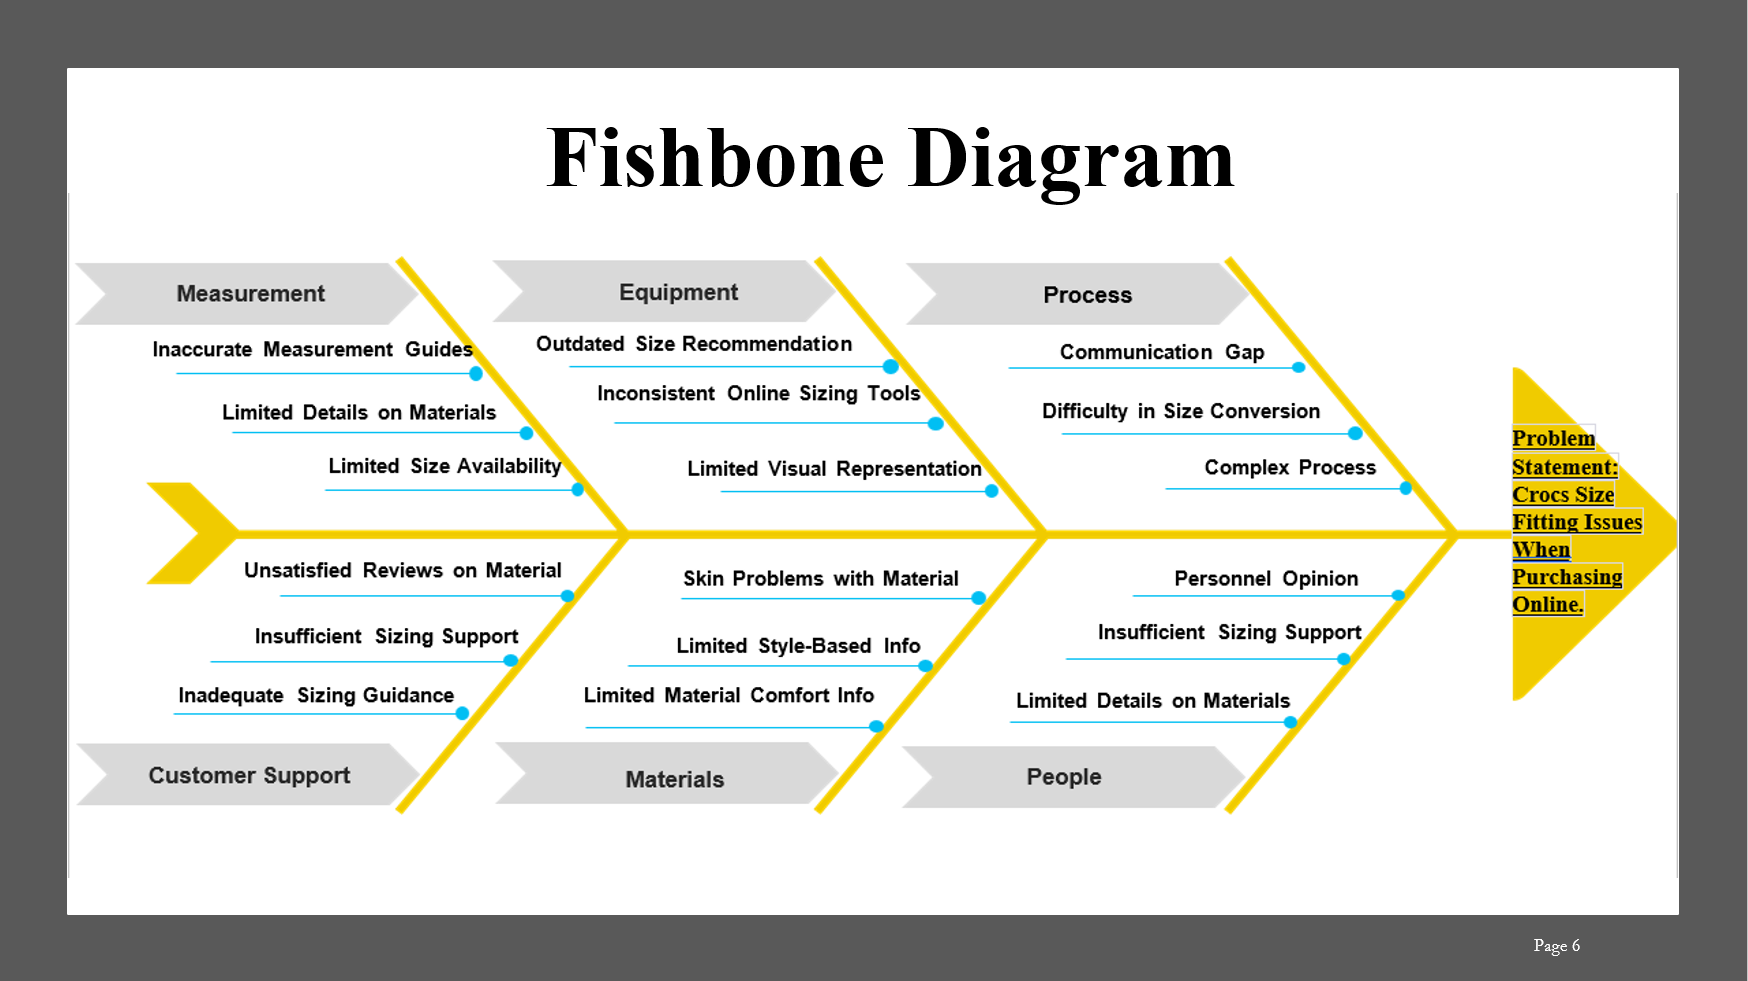 Fishbone Diagram
Measurement
Inaccurate Measurement Guides
Limited Details on Materials
Limited Size Availability
Equipment
Outdated Size Recommendation
Inconsistent Online Sizing Tools
Limited Visual Representation
Process
Communication Gap
Difficulty in Size Conversion
Complex Process
Problem
Statement:
Crocs Size
Fitting Issues
When
Purchasing
Online.
Unsatisfied Reviews on Material
Insufficient Sizing Support
Inadequate Sizing Guidance
Customer Support
Skin Problems with Material
Limited Style-Based Info
Limited Material Comfort Info
Materials
Personnel Opinion
Insufficient Sizing Support
Limited Details on Materials
People
Page 6